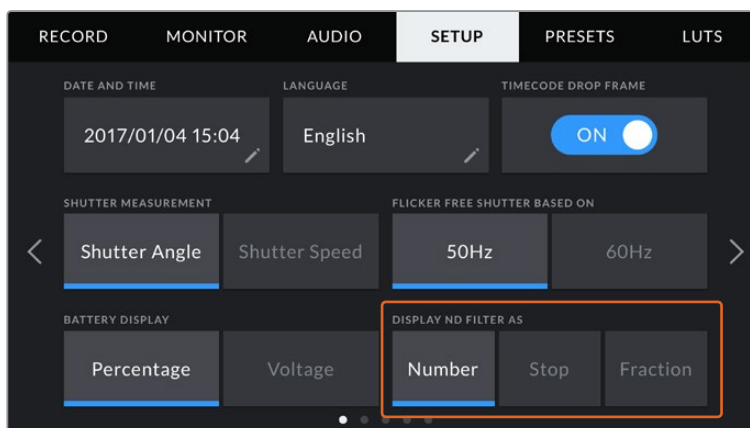 RECORD MONITOR AUDIO SETUP PRESETS LUTS
DATE AND TIME LANGUAGE TIMECODE DROP FRAME
2017/01/04 15:04 English ON
SHUTTER MEASUREMENT FLICKER FREE SHUTTER BASED ON
Shutter Angle Shutter Speed 50Hz 60Hz
BATTERY DISPLAY DISPLAY ND FILTER AS
Percentage Voltage Number Stop Fraction